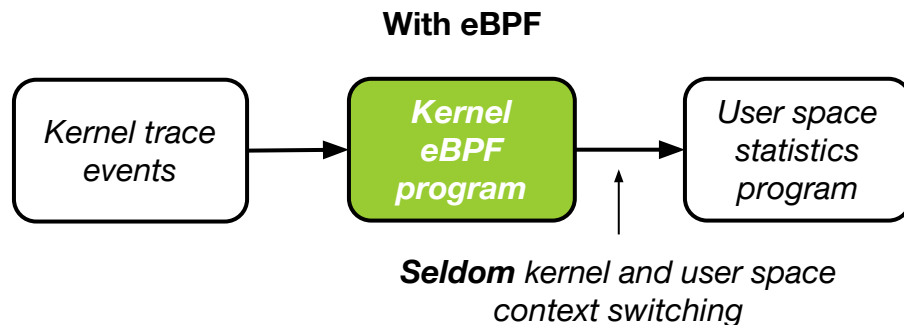 With eBPF
Kernel trace
events
Kernel
eBPF
program
User space
statistics
program
Seldom kernel and user space
context switching